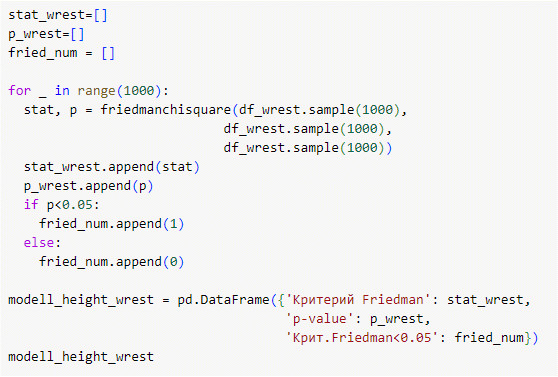 stat_wrest=[]
p_wrest=[]
fried_num = []

for _ in range(1000):
  stat, p = friedmanchisquare(df_wrest.sample(1000),
                              df_wrest.sample(1000),
                              df_wrest.sample(1000))
  stat_wrest.append(stat)
  p_wrest.append(p)
  if p<0.05:
    fried_num.append(1)
  else:
    fried_num.append(0)

modell_height_wrest = pd.DataFrame({'Критерий Friedman': stat_wrest,
                                    'p-value': p_wrest,
                                    'Крит.Friedman<0.05': fried_num})
modell_height_wrest